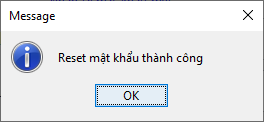 Message
Reset mật khẩu thành công
OK